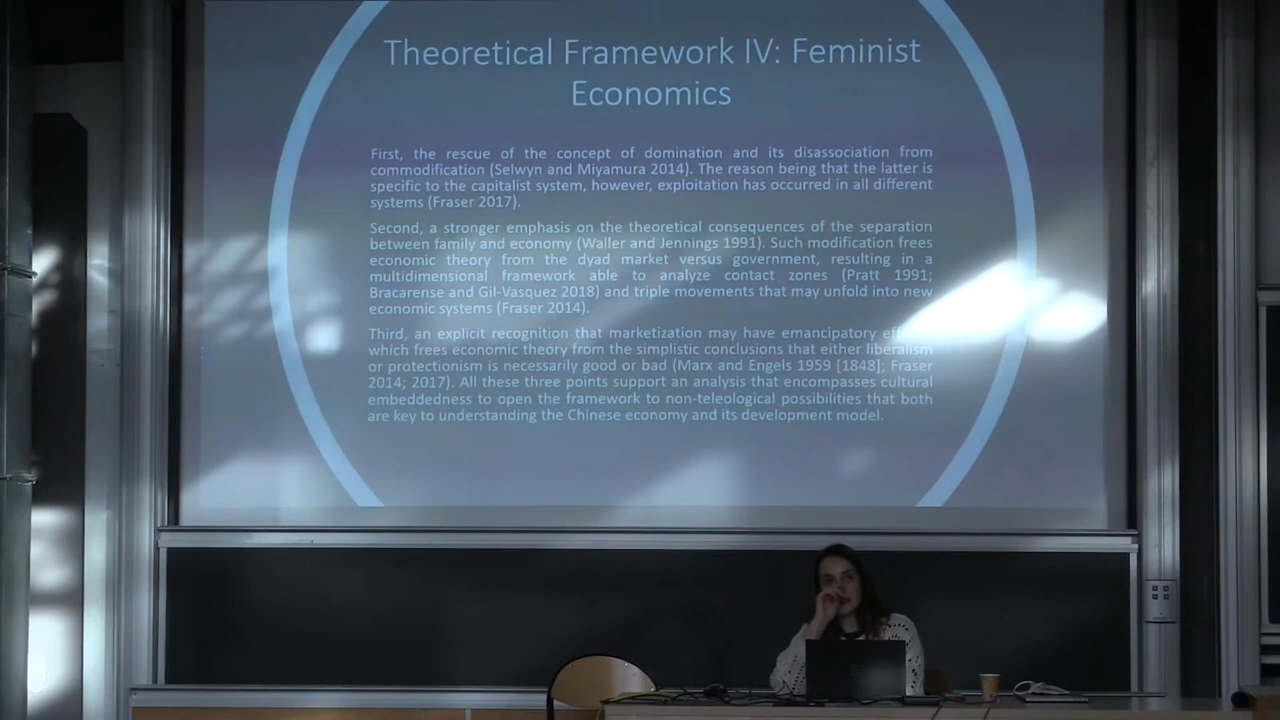 Theoretical Framework IV: Feminist
Economics
First, the rescue of the concept of domination and its disassociation from
commodification (Selwyn and Miyamura 2014). The reason being that the latter is
specific to the capitalist system, however, exploitation has occurred in all different
systems (Fraser 2017).
Second, a stronger emphasis on the theoretical consequences of the separation
between family and economy (Waller and Jennings 1991). Such modification frees
economic theory from the dyad market versus government, resulting in a
multidimensional framework able to analyze contact zones (Pratt 1991;
Bracarense and Gil-Vasquez 2018) and triple movements that may unfold into new
economic systems (Fraser 2014).
Third, an explicit recognition that marketization may have emancipatory
which frees economic theory from the simplistic conclusions that either liberalism
or protectionism is necessarily good or bad (Marx and Engels 1959 [1848]; Fraser
2014; 2017). All these three points support an analysis that encompasses cultural
embeddedness to open the framework to non-teleological possibilities that both
are key to understanding the Chinese economy and its development model.